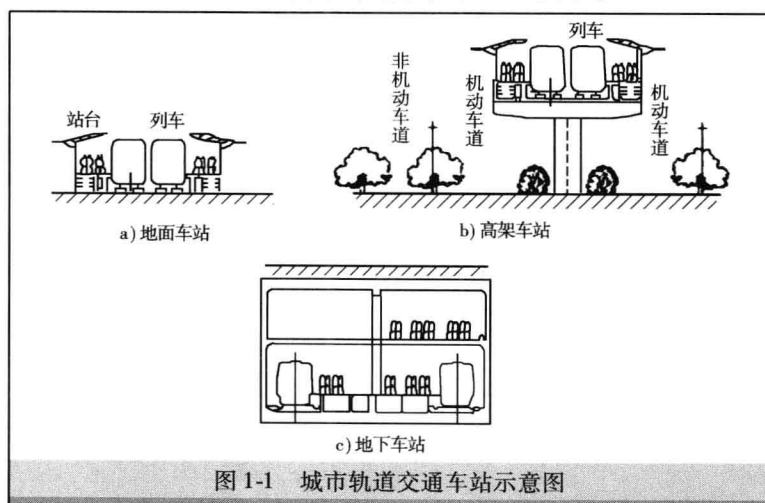 列车
非机动车道
机动车道
机动车道
站台
列车
a)地面车站
b)高架车站
c)地下车站
图 1-1 城市轨道交通车站示意图